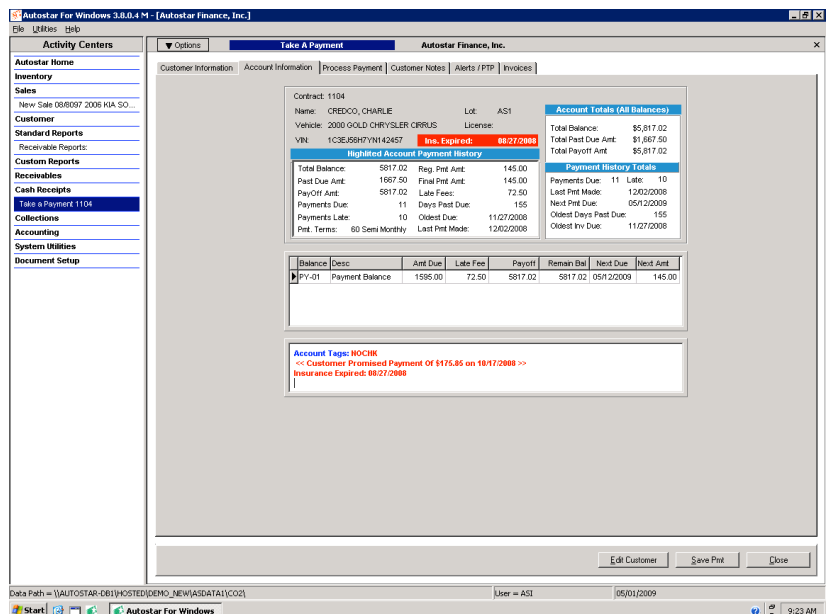 Autostar For Windows 3.8.0.4 M - [Autostar Finance, Inc.]
File Utilities Help
Activity Centers
▼ Options
Take A Payment
Autostar Finance, Inc.
Autostar Home
Inventory
Sales
New Sale 08/8097 2006 KIA SO...
Customer
Standard Reports
Receivable Reports:
Custom Reports
Receivables
Cash Receipts
Take a Payment 1104
Collections
Accounting
System Utilities
Document Setup
Customer Information Account Information Process Payment Customer Notes Alerts / PTP Invoices
Contract: 1104
Name: CREDCO, CHARLIE Lot: AS1
Vehicle: 2000 GOLD CHRYSLER CIRRUS License:
VIN: 1C3EJ56H7YN142457 Ins. Expired: 08/27/2008
Highlited Account Payment History
Total Balance: 5817.02 Reg. Pmt Amt: 145.00
Past Due Amt: 1667.50 Final Pmt Amt: 145.00
PayOff Amt: 5817.02 Late Fees: 72.50
Payments Due: 11 Days Past Due: 155
Payments Late: 10 Oldest Due: 11/27/2008
Pmt. Terms: 60 Semi Monthly Last Pmt Made: 12/02/2008
Account Totals (All Balances)
Total Balance: $5,817.02
Total Past Due Amt: $1,667.50
Total Payoff Amt $5,817.02
Payment History Totals
Payments Due: 11 Late: 10
Last Pmt Made: 12/02/2008
Next Pmt Due: 05/12/2009
Oldest Days Past Due: 155
Oldest Inv Due: 11/27/2008
Balance Desc Amt Due Late Fee Payoff Remain Bal Next Due Next Amt
PY-01 Payment Balance 1595.00 72.50 5817.02 5817.02 05/12/2009 145.00
Account Tags: NOCHK
<< Customer Promised Payment Of $175.85 on 10/17/2008 >>
Insurance Expired: 08/27/2008
Edit Customer Save Pmt Close
Data Path = \\AUTOSTAR-DB1\HOSTED\DEMO_NEW\ASDATA1\CO2\ User = ASI 05/01/2009
Start Autostar For Windows 9:23 AM